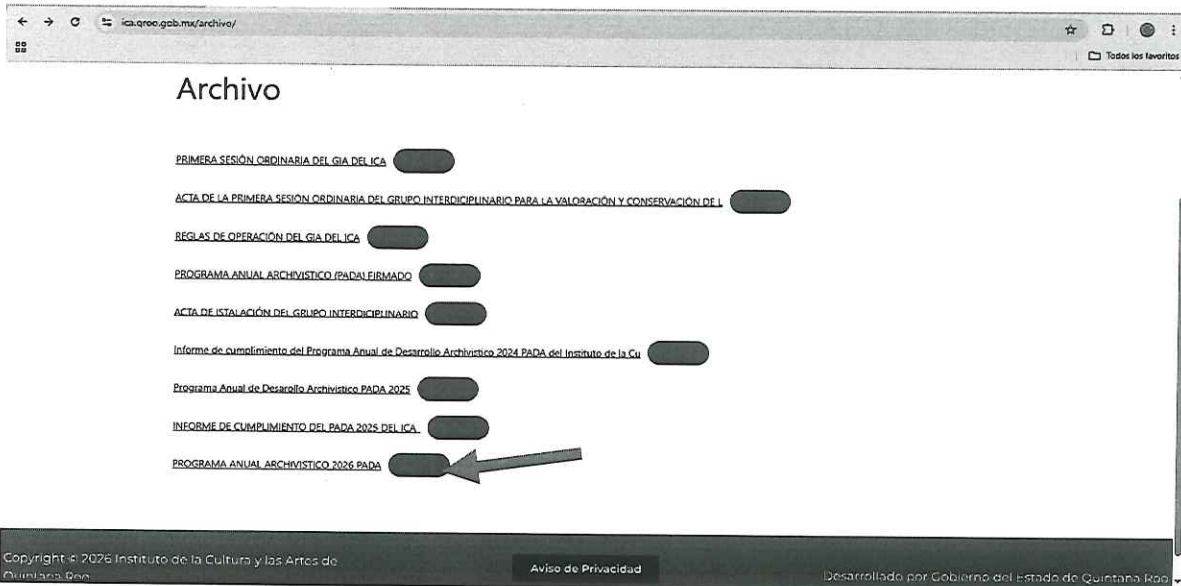 ica.qroo.gob.mx/archivo/
Todos los favoritos
Archivo
PRIMERA SESIÓN ORDINARIA DEL GIA DEL ICA
ACTA DE LA PRIMERA SESIÓN ORDINARIA DEL GRUPO INTERDICIPLINARIO PARA LA VALORACIÓN Y CONSERVACIÓN DE L
REGLAS DE OPERACIÓN DEL GIA DEL ICA
PROGRAMA ANUAL ARCHIVISTICO (PADA) FIRMADO
ACTA DE ISTALACIÓN DEL GRUPO INTERDICIPLINARIO
Informe de cumplimiento del Programa Anual de Desarrollo Archivistico 2024 PADA del Instituto de la Cu
Programa Anual de Desarollo Archivistico PADA 2025
INFORME DE CUMPLIMIENTO DEL PADA 2025 DEL ICA
PROGRAMA ANUAL ARCHIVISTICO 2026 PADA
Copyright © 2026 Instituto de la Cultura y las Artes de
Quintana Roo
Aviso de Privacidad
Desarrollado por Gobierno del Estado de Quintana Roo